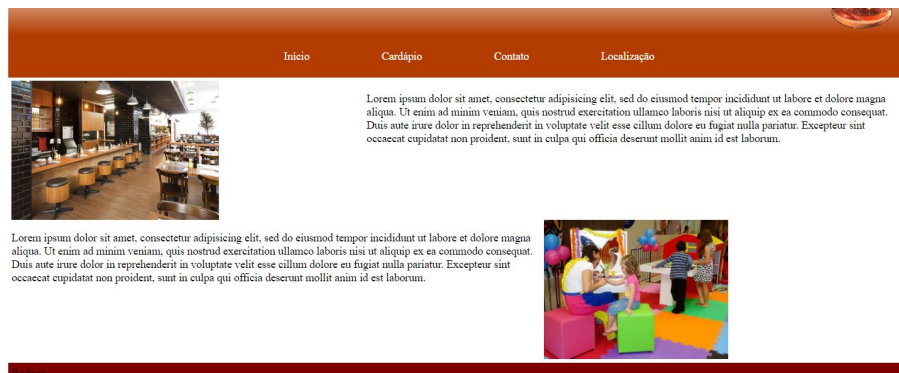 Início Cardápio Contato Localização
Lorem ipsum dolor sit amet, consectetur adipisicing elit, sed do eiusmod tempor incididunt ut labore et dolore magna
aliqua. Ut enim ad minim veniam, quis nostrud exercitation ullamco laboris nisi ut aliquip ex ea commodo consequat.
Duis aute irure dolor in reprehenderit in voluptate velit esse cillum dolore eu fugiat nulla pariatur. Excepteur sint
occaecat cupidatat non proident, sunt in culpa qui officia deserunt mollit anim id est laborum.
Lorem ipsum dolor sit amet, consectetur adipisicing elit, sed do eiusmod tempor incididunt ut labore et dolore magna
aliqua. Ut enim ad minim veniam, quis nostrud exercitation ullamco laboris nisi ut aliquip ex ea commodo consequat.
Duis aute irure dolor in reprehenderit in voluptate velit esse cillum dolore eu fugiat nulla pariatur. Excepteur sint
occaecat cupidatat non proident, sunt in culpa qui officia deserunt mollit anim id est laborum.